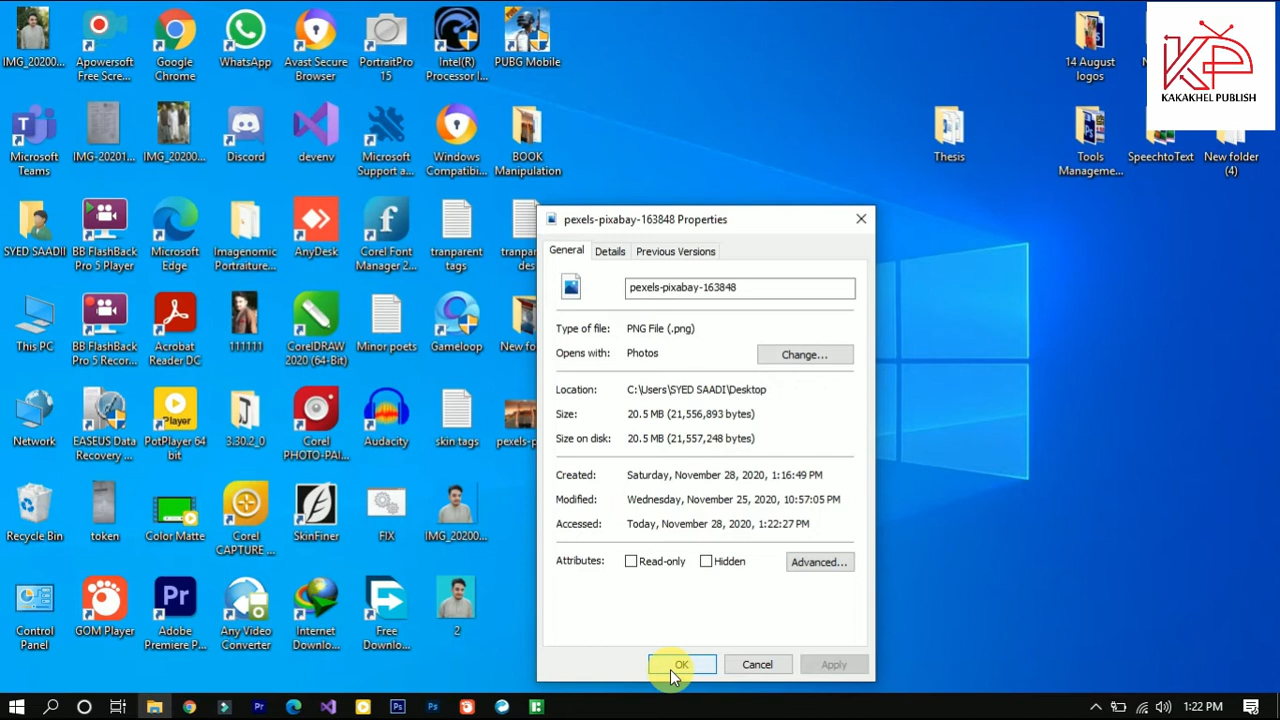 IMG_20200...
Apowersoft
Free Scre...
Google
Chrome
WhatsApp
Avast Secure
Browser
PortraitPro
15
Intel(R)
Processor I...
PUBG Mobile
14 August
logos
KP
KAKAKHEL PUBLISH
Microsoft
Teams
IMG-20201...
IMG_20200...
Discord
devenv
Microsoft
Support a...
Windows
Compatibi...
BOOK
Manipulation
Thesis
Tools
Manageme...
SpeechtoText
New folder
(4)
SYED SAADII
BB FlashBack
Pro 5 Player
Microsoft
Edge
Imagenomic
Portraiture...
AnyDesk
Corel Font
Manager 2...
tranparent
tags
This PC
BB FlashBack
Pro 5 Recor...
Acrobat
Reader DC
111111
CorelDRAW
2020 (64-Bit)
Minor poets
Gameloop
Network
EASEUS Data
Recovery ...
Player
PotPlayer 64
bit
3.30.2_0
Corel
PHOTO-PAI...
Audacity
skin tags
Recycle Bin
token
Color Matte
Corel
CAPTURE ...
SkinFiner
FIX
IMG_20200...
Control
Panel
GOM Player
Pr
Adobe
Premiere P...
Any Video
Converter
Internet
Downlo...
Free
Downlo...
2
pexels-pixabay-163848 Properties
General
Details
Previous Versions
pexels-pixabay-163848
Type of file: PNG File (.png)
Opens with: Photos
Change...
Location: C:\Users\SYED SAADI\Desktop
Size: 20.5 MB (21,556,893 bytes)
Size on disk: 20.5 MB (21,557,248 bytes)
Created: Saturday, November 28, 2020, 1:16:49 PM
Modified: Wednesday, November 25, 2020, 10:57:05 PM
Accessed: Today, November 28, 2020, 1:22:27 PM
Attributes: Read-only Hidden Advanced...
OK Cancel Apply
1:22 PM